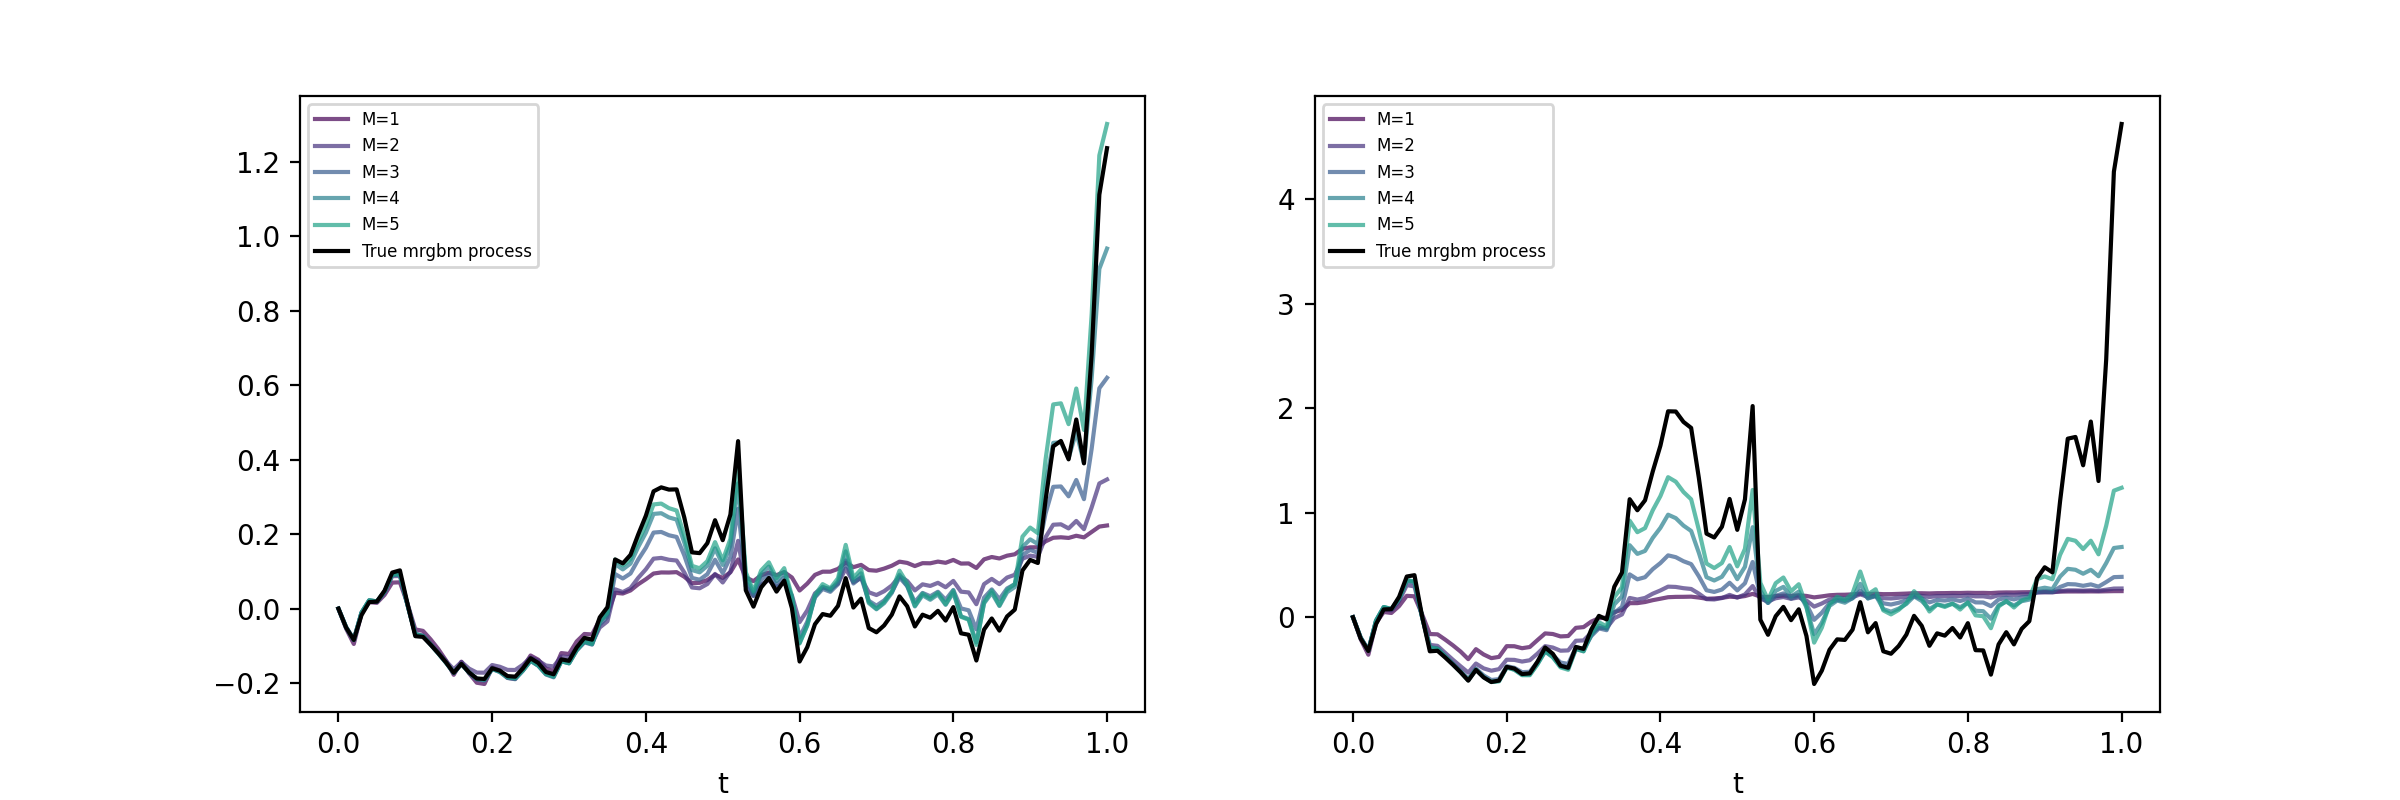 M=1
M=2
M=3
M=4
M=5
True mrgbm process
1.2
1.0
0.8
0.6
0.4
0.2
0.0
−0.2
0.0 0.2 0.4 0.6 0.8 1.0
t
M=1
M=2
M=3
M=4
M=5
True mrgbm process
4
3
2
1
0
0.0 0.2 0.4 0.6 0.8 1.0
t